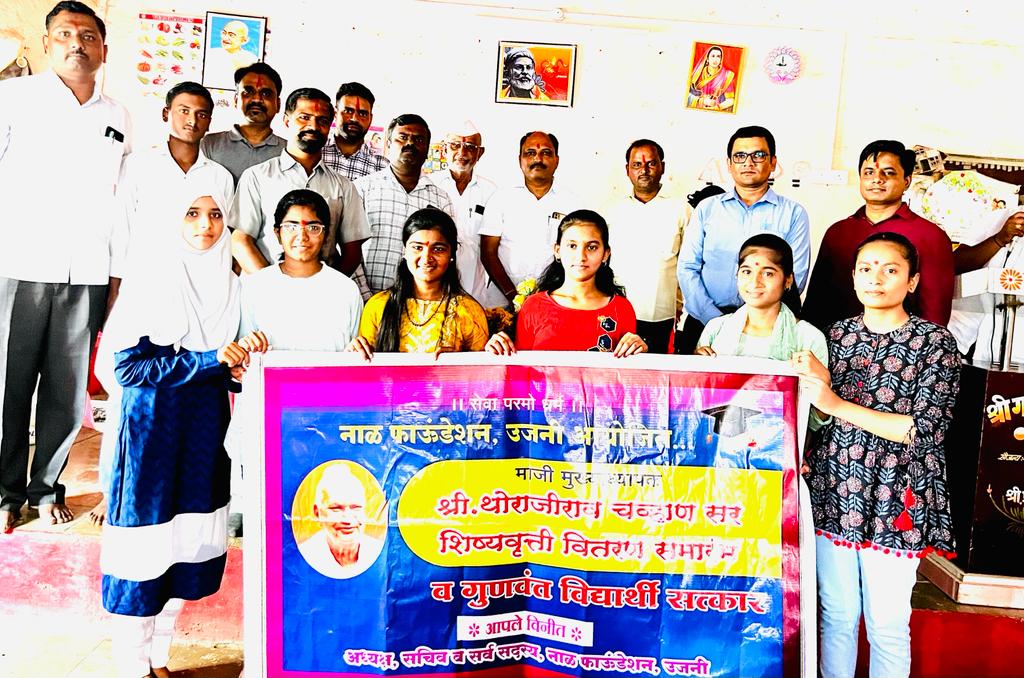 ।। सेवा परमो धर्म ।।
नाळ फाऊंडेशन, उजनी आयोजित...
माजी मुख्याध्यापक
श्री.थोराजीराव चव्हाण सर
शिष्यवृत्ती वितरण समारंभ
व गुणवंत विद्यार्थी सत्कार
* आपले विनीत *
अध्यक्ष, सचिव व सर्व सदस्य, नाळ फाऊंडेशन, उजनी